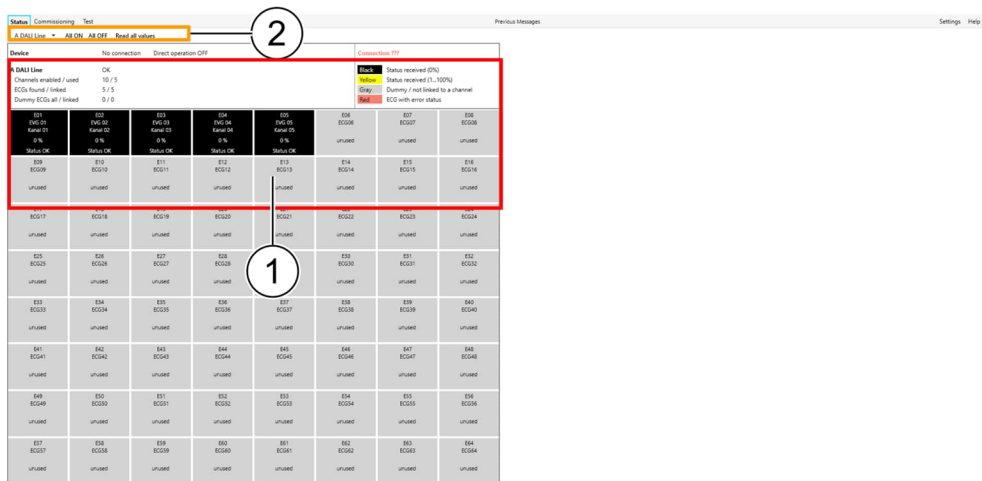 Status Commissioning Test Previous Messages Settings Help
A DALI Line All ON All OFF Read all values
2
Device No connection Direct operation OFF Connection ???
A DALI Line OK Black Status received (0%)
Channels enabled / used 10 / 5 Yellow Status received (1...100%)
ECGs found / linked 5 / 5 Gray Dummy / not linked to a channel
Dummy ECGs all / linked 0 / 0 Red ECG with error status
E01 E02 E03 E04 E05 E06 E07 E08
EVG 01 EVG 02 EVG 03 EVG 04 EVG 05 ECG06 ECG07 ECG08
Kanal 01 Kanal 02 Kanal 03 Kanal 04 Kanal 05
0 % 0 % 0 % 0 % 0 % unused unused unused
Status OK Status OK Status OK Status OK Status OK
E09 E10 E11 E12 E13 E14 E15 E16
ECG09 ECG10 ECG11 ECG12 ECG13 ECG14 ECG15 ECG16
unused unused unused unused unused unused unused unused
ECG17 ECG18 ECG19 ECG20 ECG21 ECG22 ECG23 ECG24
unused unused unused unused unused unused unused unused
E25 E26 E27 E28 E30 E31 E32
ECG25 ECG26 ECG27 ECG28 ECG30 ECG31 ECG32
1
unused unused unused unused unused unused unused
E33 E34 E35 E36 E37 E38 E39 E40
ECG33 ECG34 ECG35 ECG36 ECG37 ECG38 ECG39 ECG40
unused unused unused unused unused unused unused unused
E41 E42 E43 E44 E45 E46 E47 E48
ECG41 ECG42 ECG43 ECG44 ECG45 ECG46 ECG47 ECG48
unused unused unused unused unused unused unused unused
E49 E50 E51 E52 E53 E54 E55 E56
ECG49 ECG50 ECG51 ECG52 ECG53 ECG54 ECG55 ECG56
unused unused unused unused unused unused unused unused
E57 E58 E59 E60 E61 E62 E63 E64
ECG57 ECG58 ECG59 ECG60 ECG61 ECG62 ECG63 ECG64
unused unused unused unused unused unused unused unused